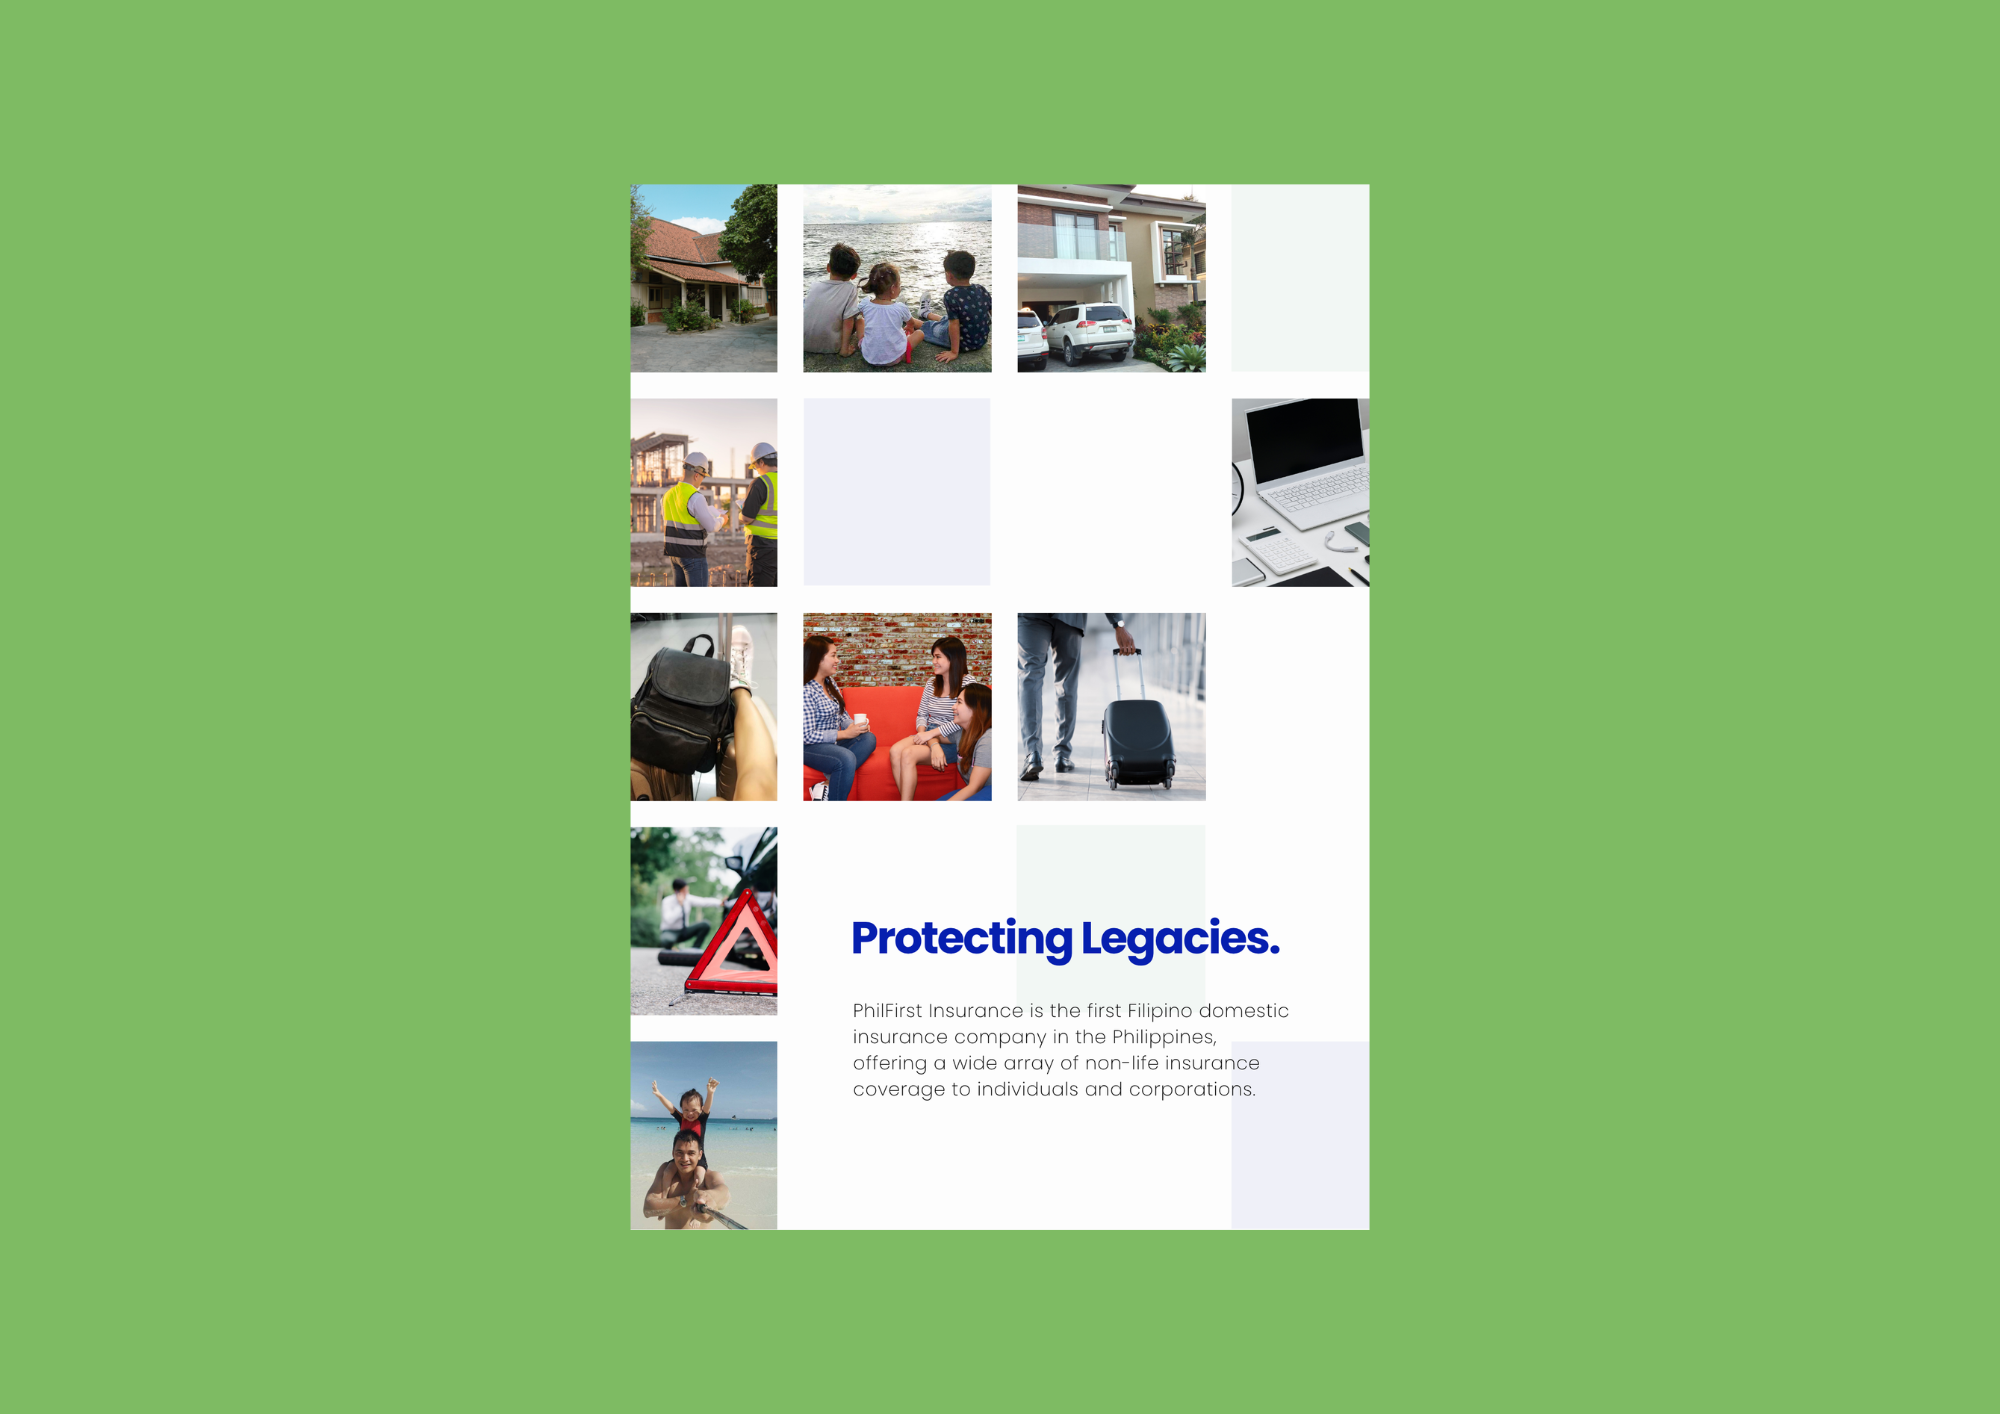 Protecting Legacies.
PhilFirst Insurance is the first Filipino domestic
insurance company in the Philippines,
offering a wide array of non-life insurance
coverage to individuals and corporations.